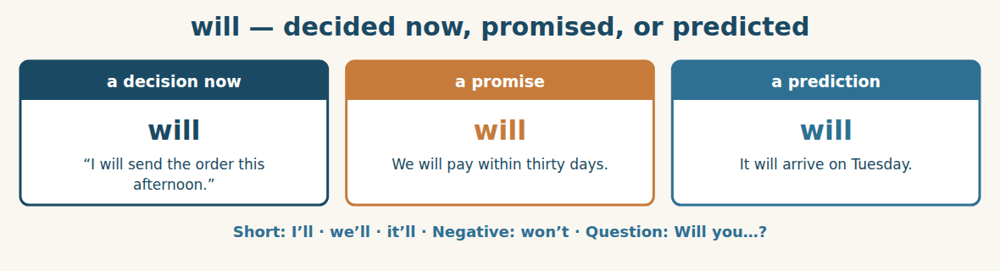 will — decided now, promised, or predicted
a decision now
will
“I will send the order this
afternoon.”
a promise
will
We will pay within thirty days.
a prediction
will
It will arrive on Tuesday.
Short: I’ll · we’ll · it’ll · Negative: won’t · Question: Will you…?